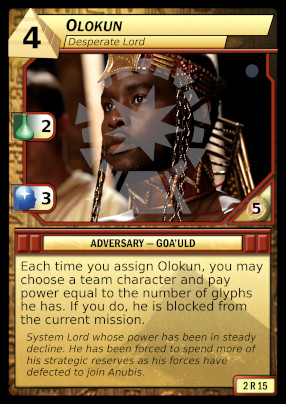 4
OLOKUN
Desperate Lord
2
3
5
ADVERSARY – GOA'ULD
Each time you assign Olokun, you may
choose a team character and pay
power equal to the number of glyphs
he has. If you do, he is blocked from
the current mission.
System Lord whose power has been in steady
decline. He has been forced to spend more of
his strategic reserves as his forces have
defected to join Anubis.
2 R 15